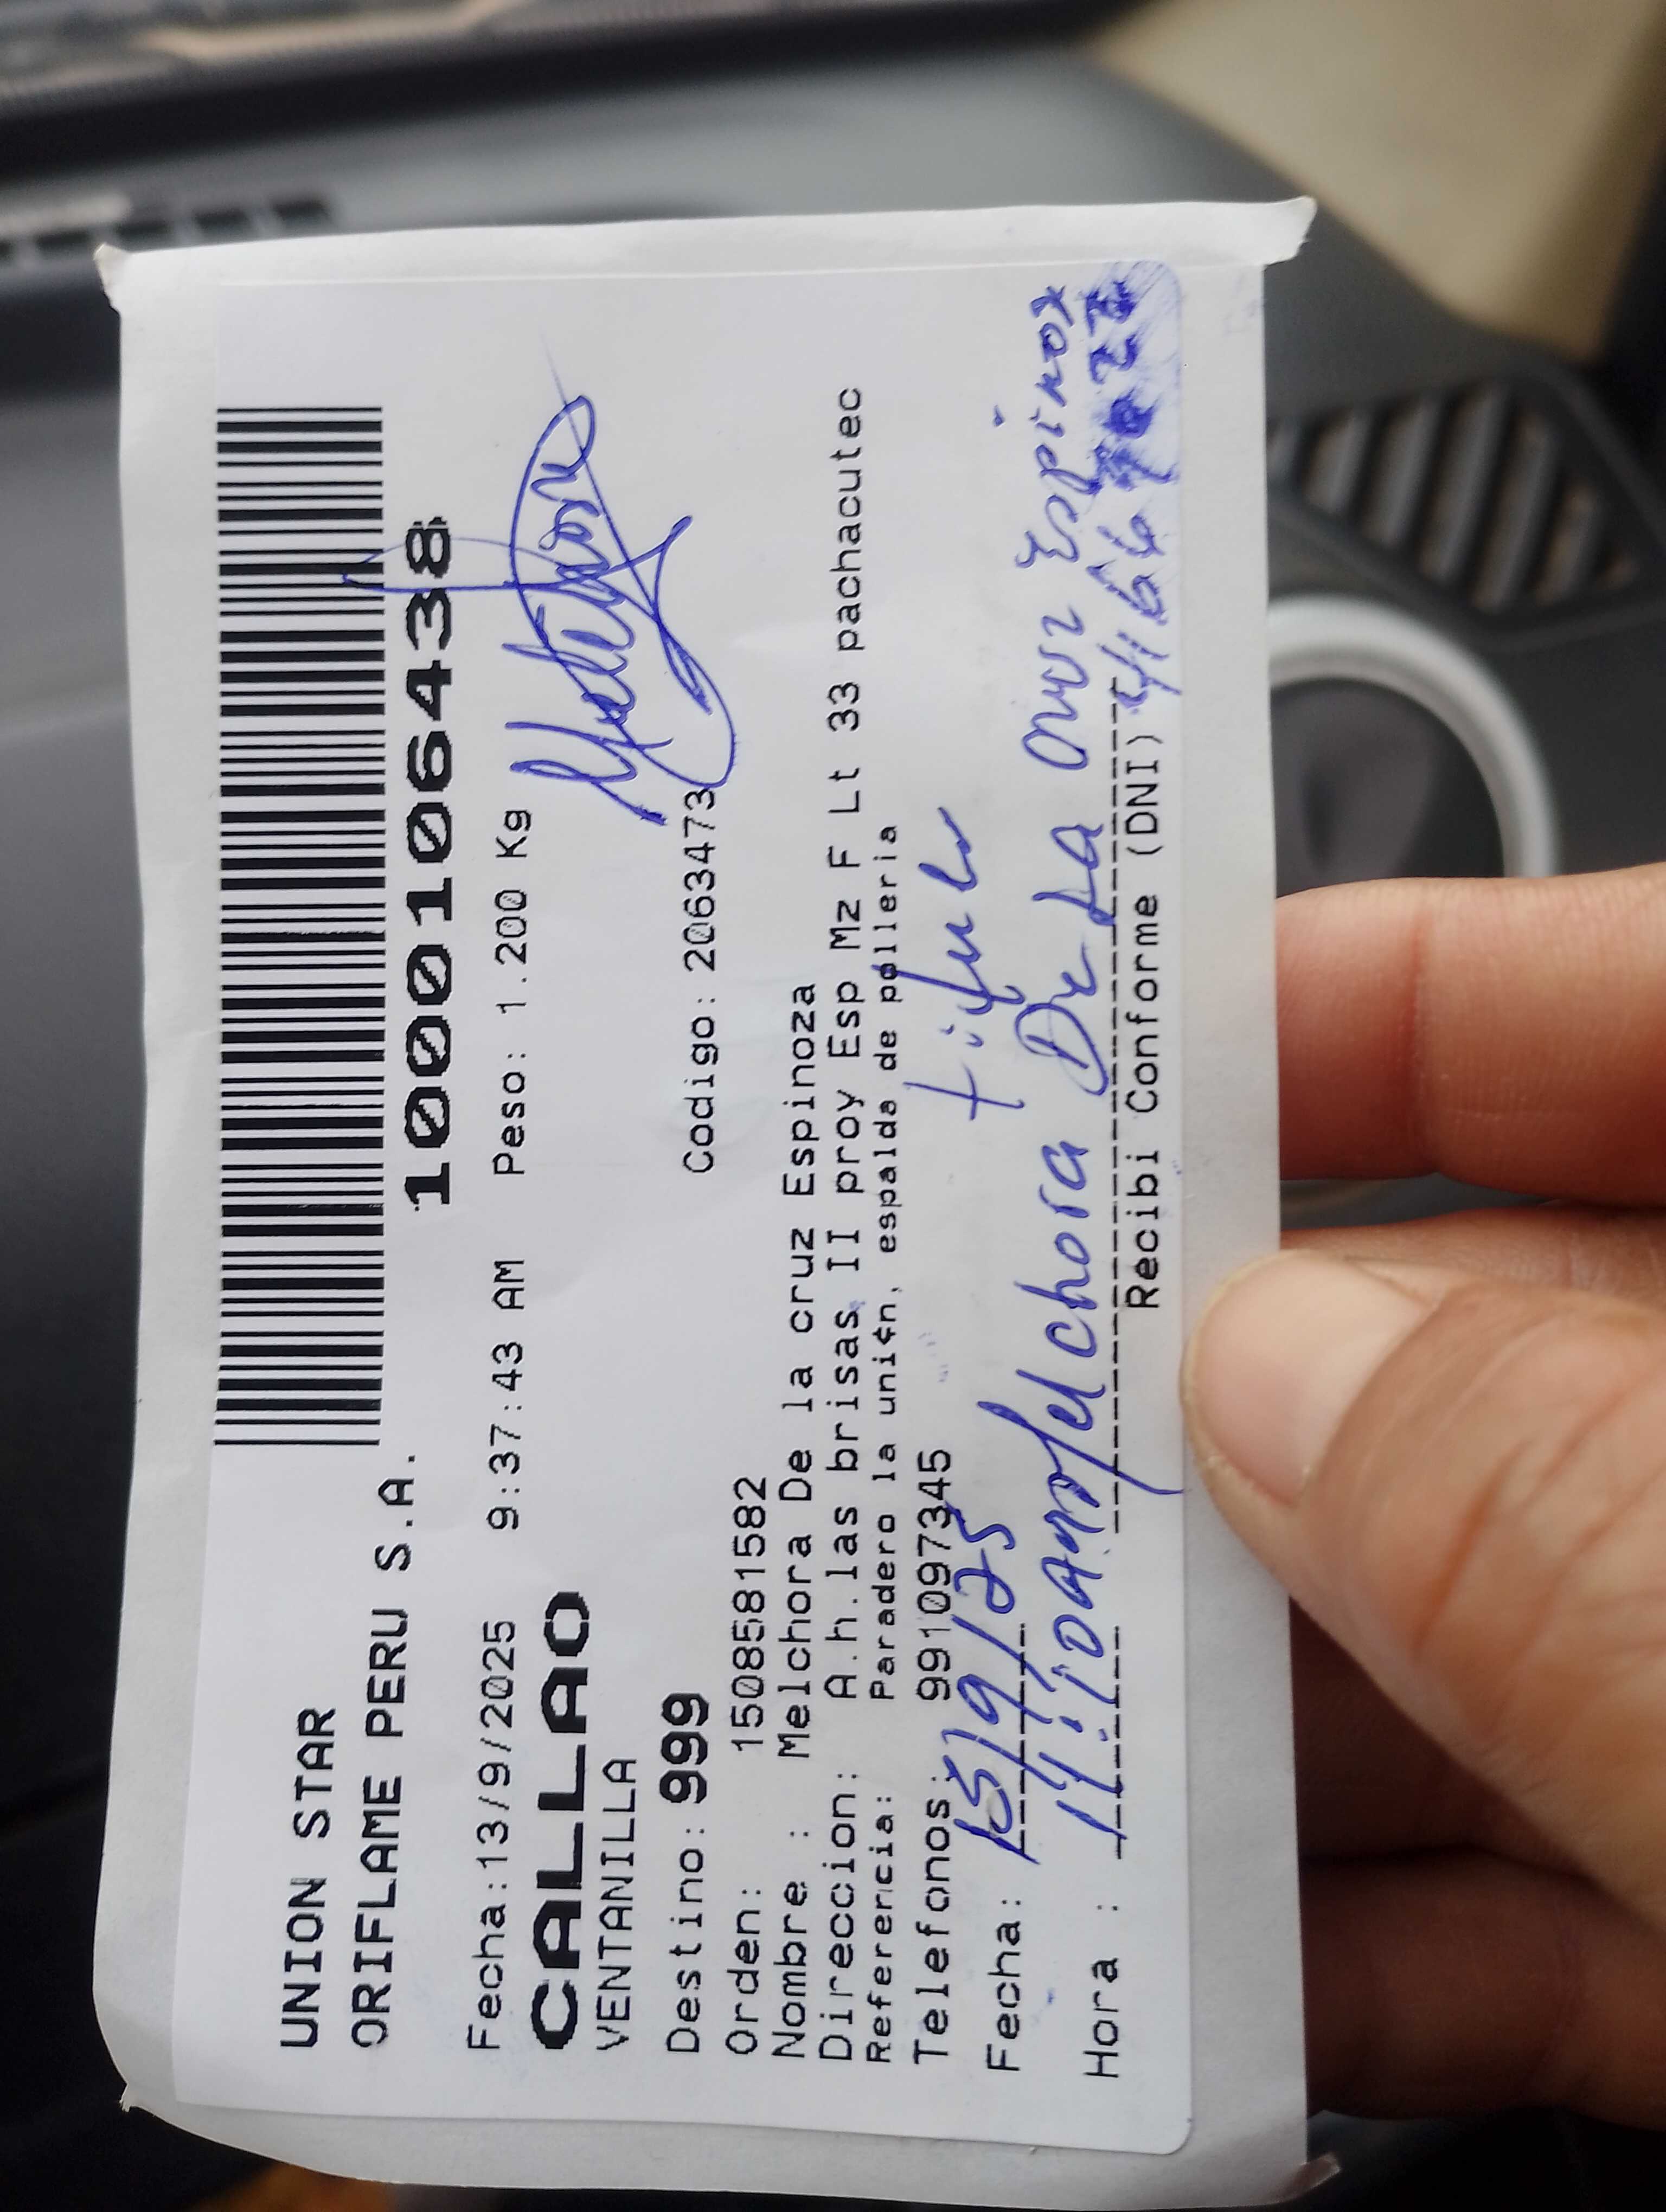 UNION STAR
ORIFLAME PERU S.A.
1000106438
Fecha:13/9/2025 9:37:43 AM Peso: 1.200 Kg
CALLAO
VENTANILLA
Destino: 999 Codigo: 2063473
Orden: 1508581582
Nombre : Melchora De la cruz Espinoza
Direccion: A.h.las brisas II proy Esp Mz F Lt 33 pachacutec
Referencia: Paradero la uni¢n, espalda de polleria
Telefonos: 991097345
titular
Fecha: 15/9/25
Hora : 11:10am Melchora De La Cruz Espinoza
Recibi Conforme (DNI)